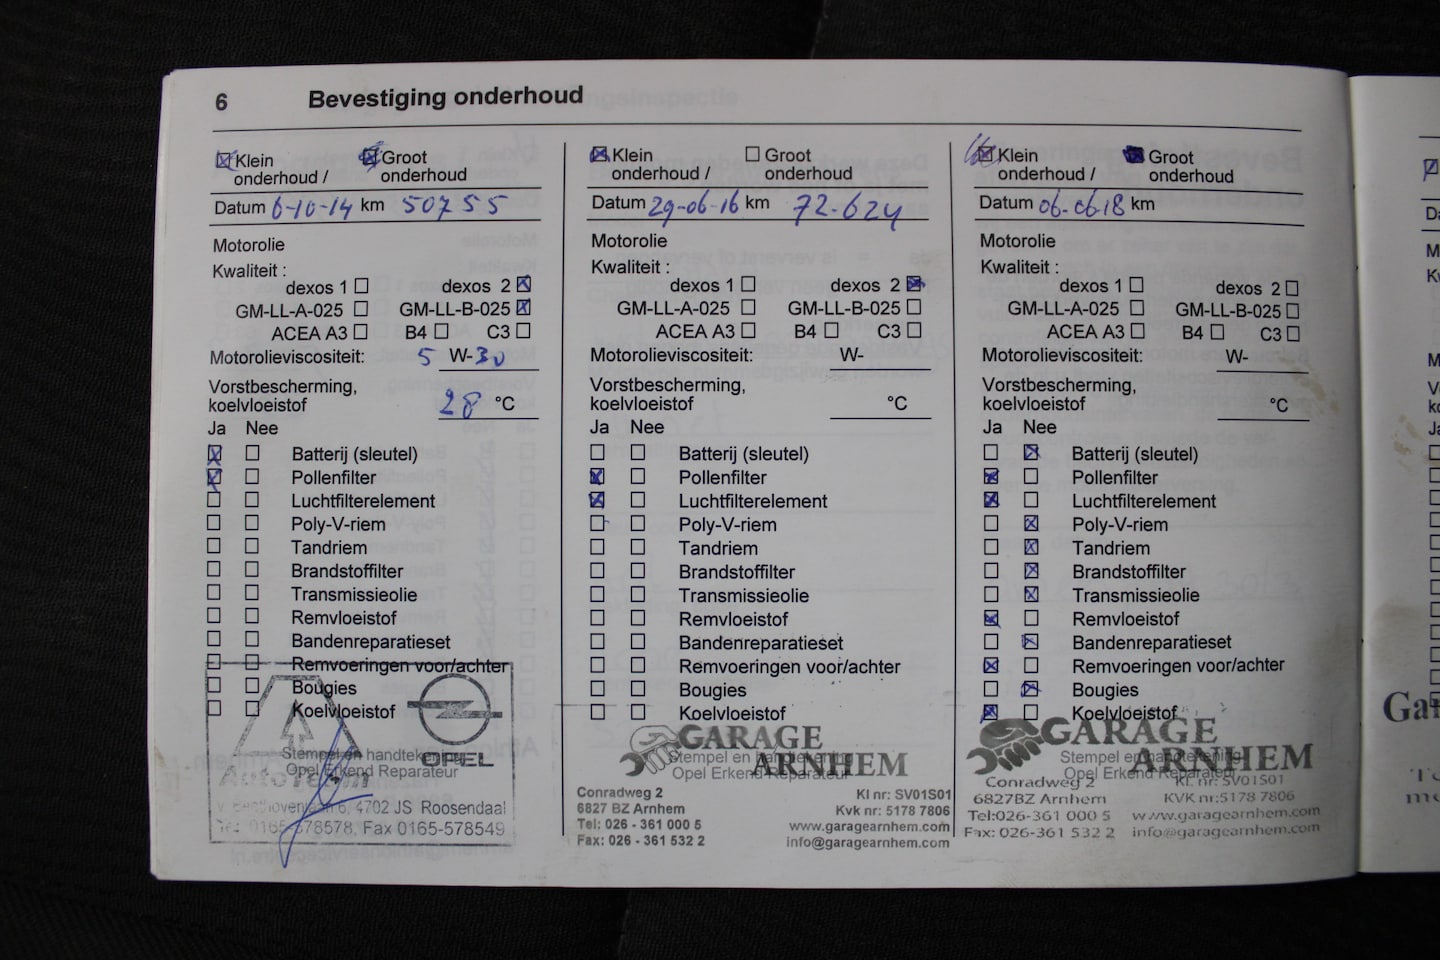 6 Bevestiging onderhoud
Klein onderhoud / Groot onderhoud
Datum 6-10-14 km 50755
Motorolie
Kwaliteit :
dexos 1 dexos 2
GM-LL-A-025 GM-LL-B-025
ACEA A3 B4 C3
Motorolieviscositeit: 5 W-30
Vorstbescherming,
koelvloeistof 28 °C
Ja Nee
Batterij (sleutel)
Pollenfilter
Luchtfilterelement
Poly-V-riem
Tandriem
Brandstoffilter
Transmissieolie
Remvloeistof
Bandenreparatieset
Remvoeringen voor/achter
Bougies
Koelvloeistof
Stempel en handtekening
OPEL
Opel Erkend Reparateur
4702 JS Roosendaal
0165-578578, Fax 0165-578549
Klein onderhoud / Groot onderhoud
Datum 29-06-16 km 72.624
Motorolie
Kwaliteit :
dexos 1 dexos 2
GM-LL-A-025 GM-LL-B-025
ACEA A3 B4 C3
Motorolieviscositeit: W-
Vorstbescherming,
koelvloeistof °C
Ja Nee
Batterij (sleutel)
Pollenfilter
Luchtfilterelement
Poly-V-riem
Tandriem
Brandstoffilter
Transmissieolie
Remvloeistof
Bandenreparatieset
Remvoeringen voor/achter
Bougies
Koelvloeistof
GARAGE
Stempel en handtekening
ARNHEM
Opel Erkend Reparateur
Conradweg 2 Kl nr: SV01S01
6827 BZ Arnhem Kvk nr: 5178 7806
Tel: 026 - 361 000 5 www.garagearnhem.com
Fax: 026 - 361 532 2 info@garagearnhem.com
Klein onderhoud / Groot onderhoud
Datum 06-06-18 km
Motorolie
Kwaliteit :
dexos 1 dexos 2
GM-LL-A-025 GM-LL-B-025
ACEA A3 B4 C3
Motorolieviscositeit: W-
Vorstbescherming,
koelvloeistof °C
Ja Nee
Batterij (sleutel)
Pollenfilter
Luchtfilterelement
Poly-V-riem
Tandriem
Brandstoffilter
Transmissieolie
Remvloeistof
Bandenreparatieset
Remvoeringen voor/achter
Bougies
Koelvloeistof
GARAGE
Stempel en handtekening
ARNHEM
Opel Erkend Reparateur
Conradweg 2 Kl nr: SV01S01
6827BZ Arnhem KVK nr:5178 7806
Tel:026-361 000 5 www.garagearnhem.com
Fax: 026-361 532 2 info@garagearnhem.com